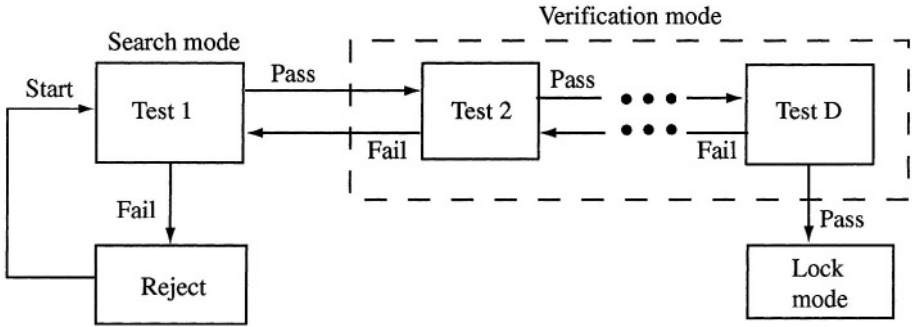 Verification mode
Search mode
Start
Pass
Pass
Test 1
Test 2
Test D
Fail
Fail
Fail
Pass
Reject
Lock
mode